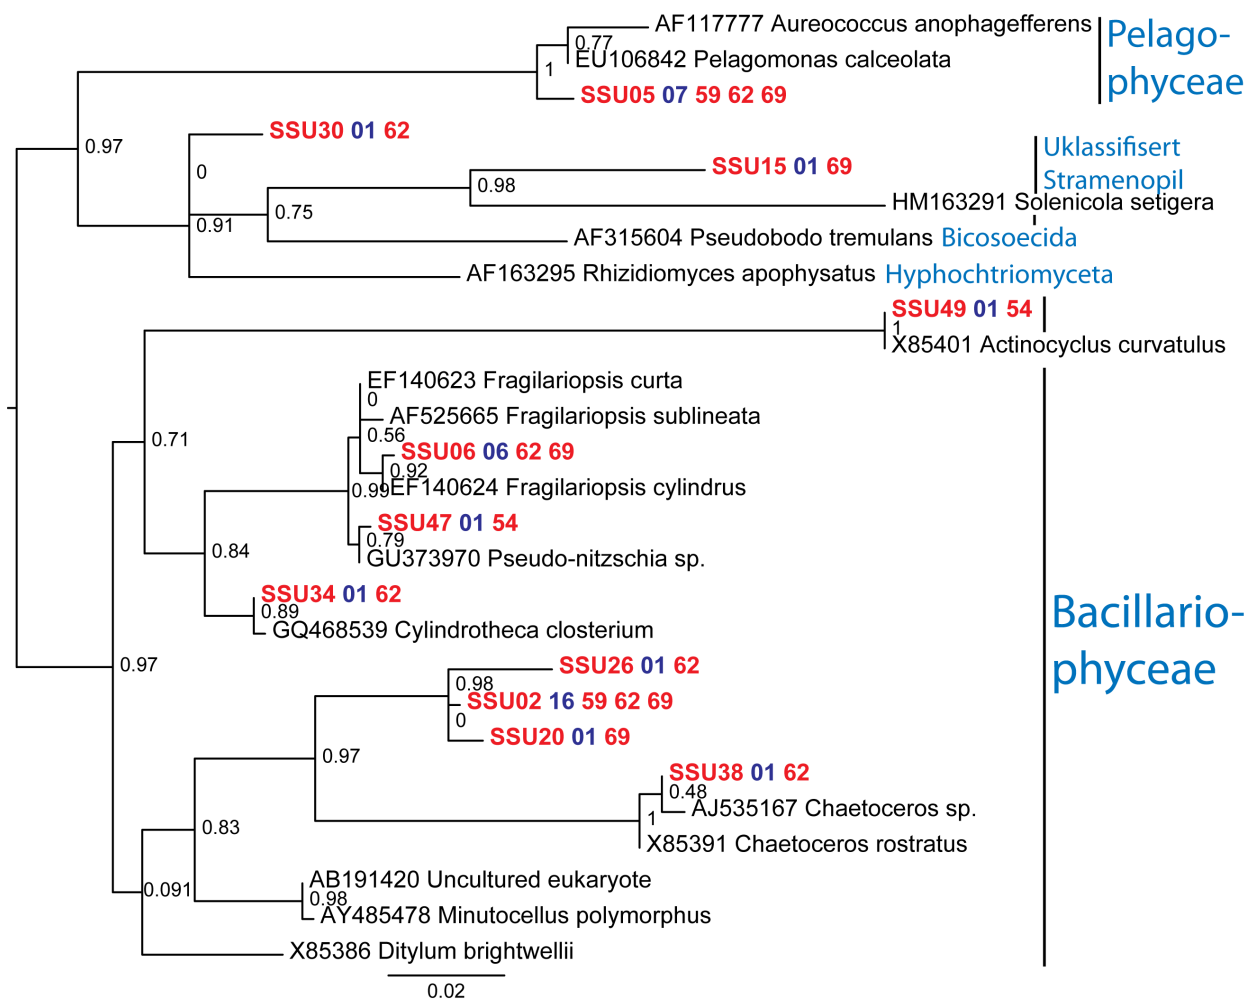 AF117777 Aureococcus anophagefferens
Pelago-
0.77
EU106842 Pelagomonas calceolata
1
phyceae
SSU05 07 59 62 69
SSU30 01 62
0.97
Uklassifisert
0
SSU15 01 69
0.98
Stramenopil
HM163291 Solenicola setigera
0.75
0.91
AF315604 Pseudobodo tremulans Bicosoecida
AF163295 Rhizidiomyces apophysatus Hyphochtriomyceta
SSU49 01 54
1
X85401 Actinocyclus curvatulus
EF140623 Fragilariopsis curta
0
AF525665 Fragilariopsis sublineata
0.56
0.71
SSU06 06 62 69
0.92
0.99
EF140624 Fragilariopsis cylindrus
SSU47 01 54
0.79
0.84
GU373970 Pseudo-nitzschia sp.
SSU34 01 62
0.89
GQ468539 Cylindrotheca closterium
Bacillario-
phyceae
0.97
SSU26 01 62
0.98
SSU02 16 59 62 69
0
SSU20 01 69
0.97
SSU38 01 62
0.48
AJ535167 Chaetoceros sp.
1
0.83
X85391 Chaetoceros rostratus
AB191420 Uncultured eukaryote
0.091
0.98
AY485478 Minutocellus polymorphus
X85386 Ditylum brightwellii
0.02